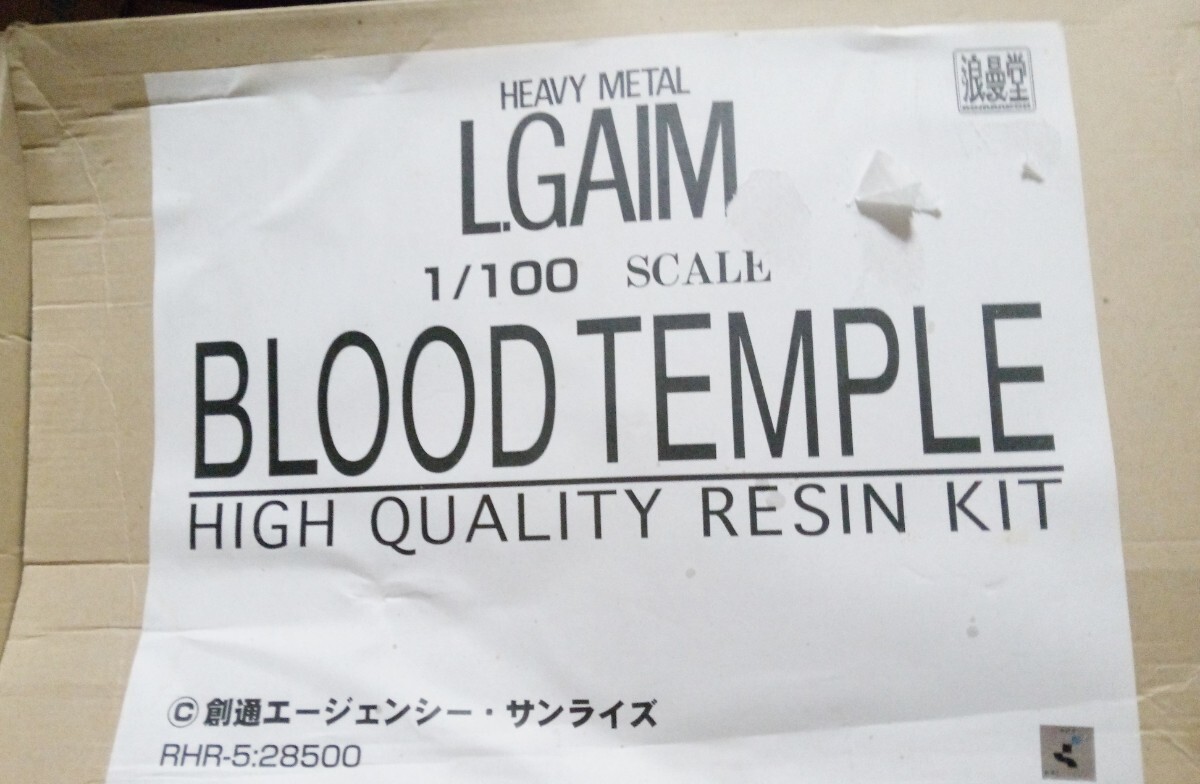 浪曼堂
HEAVY METAL
L.GAIM
1/100 SCALE
BLOOD TEMPLE
HIGH QUALITY RESIN KIT
©創通エージェンシー・サンライズ
RHR-5:28500